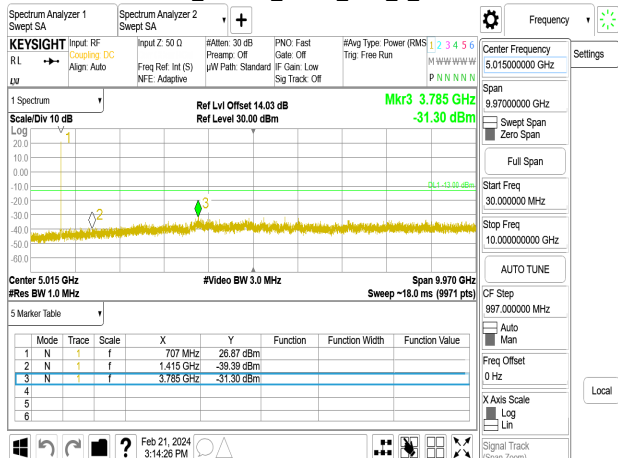 Spectrum Analyzer 1
Swept SA
Spectrum Analyzer 2
Swept SA
Frequency
KEYSIGHT
RL
Input: RF
Coupling: DC
Align: Auto
Input Z: 50 Ω
Freq Ref: Int (S)
NFE: Adaptive
#Atten: 30 dB
Preamp: Off
µW Path: Standard
PNO: Fast
Gate: Off
IF Gain: Low
Sig Track: Off
#Avg Type: Power (RMS
Trig: Free Run
1 2 3 4 5 6
M W W W W W
P N N N N N
1 Spectrum
Scale/Div 10 dB
Log
Ref Lvl Offset 14.03 dB
Ref Level 30.00 dBm
Mkr3 3.785 GHz
-31.30 dBm
20.0
10.0
0.00
-10.0
-20.0
-30.0
-40.0
-50.0
-60.0
1
2
3
DL1 -13.00 dBm
Center 5.015 GHz
#Res BW 1.0 MHz
#Video BW 3.0 MHz
Span 9.970 GHz
Sweep ~18.0 ms (9971 pts)
5 Marker Table
Mode Trace Scale X Y Function Function Width Function Value
1 N 1 f 707 MHz 26.87 dBm
2 N 1 f 1.415 GHz -39.39 dBm
3 N 1 f 3.785 GHz -31.30 dBm
4
5
6
Feb 21, 2024
3:14:26 PM
Center Frequency
5.015000000 GHz
Settings
Span
9.97000000 GHz
Swept Span
Zero Span
Full Span
Start Freq
30.000000 MHz
Stop Freq
10.000000000 GHz
AUTO TUNE
CF Step
997.000000 MHz
Auto
Man
Freq Offset
0 Hz
X Axis Scale
Log
Lin
Local
Signal Track
(Span Zoom)